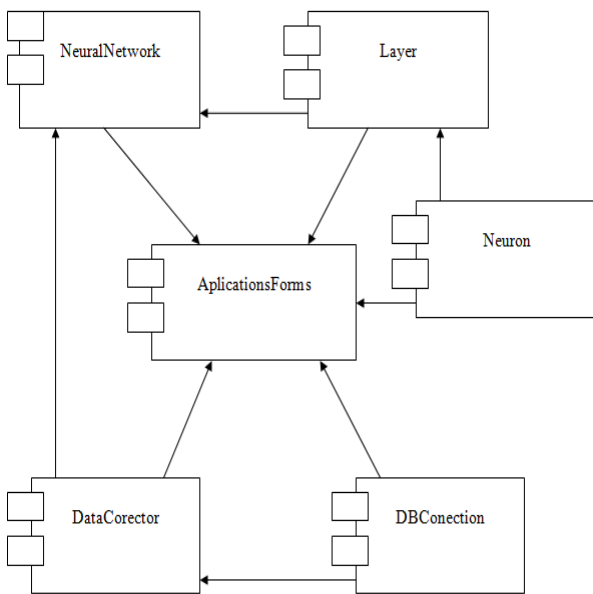 NeuralNetwork
Layer
Neuron
AplicationsForms
DataCorector
DBConection